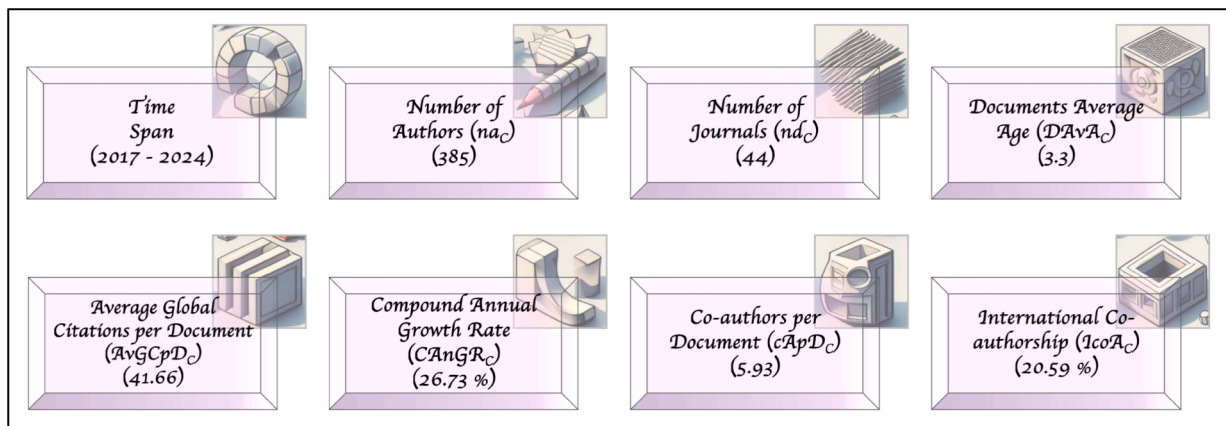 Time
Span
(2017 - 2024)
Number of
Authors (na_C)
(385)
Number of
Journals (nd_C)
(44)
Documents Average
Age (DAvA_C)
(3.3)
Average Global
Citations per Document
(AvGCpD_C)
(41.66)
Compound Annual
Growth Rate
(CAnGR_C)
(26.73 %)
Co-authors per
Document (cApD_C)
(5.93)
International Co-
authorship (IcoA_C)
(20.59 %)